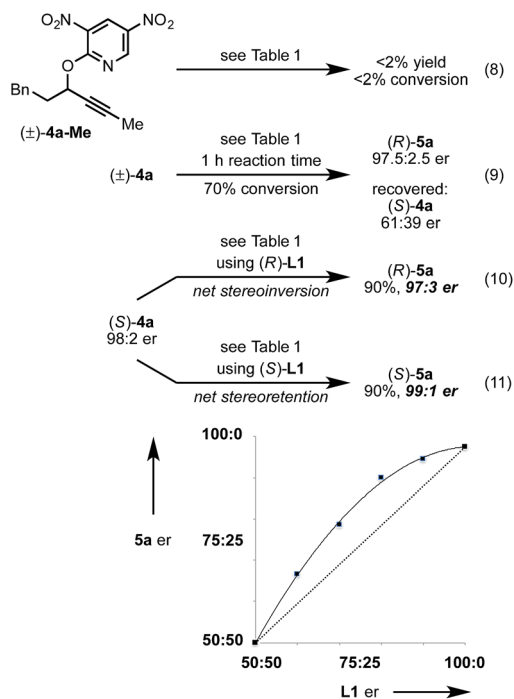 O₂N NO₂
O N
Bn
Me
(±)-4a-Me
see Table 1
<2% yield
<2% conversion
(8)
(±)-4a
see Table 1
1 h reaction time
70% conversion
(R)-5a
97.5:2.5 er
recovered:
(S)-4a
61:39 er
(9)
(S)-4a
98:2 er
see Table 1
using (R)-L1
net stereoinversion
(R)-5a
90%, 97:3 er
(10)
see Table 1
using (S)-L1
net stereoretention
(S)-5a
90%, 99:1 er
(11)
100:0
5a er
75:25
50:50
50:50 75:25 100:0
L1 er